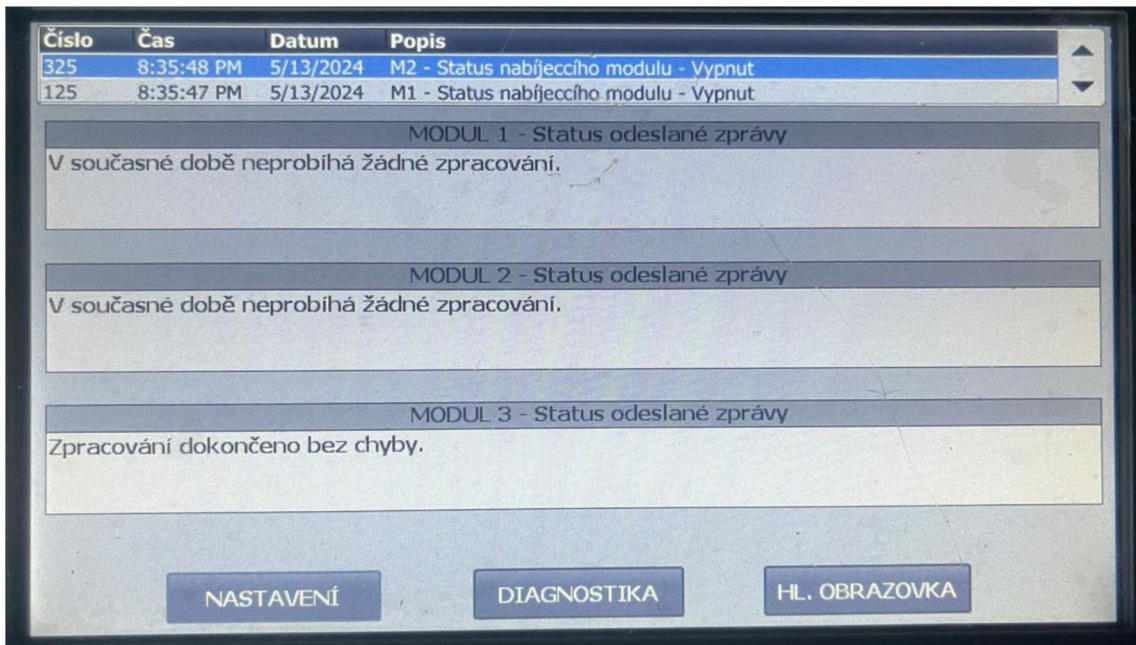 Číslo Čas Datum Popis
325 8:35:48 PM 5/13/2024 M2 - Status nabíjeccího modulu - Vypnut
125 8:35:47 PM 5/13/2024 M1 - Status nabíjeccího modulu - Vypnut
MODUL 1 - Status odeslané zprávy
V současné době neprobíhá žádné zpracování.
MODUL 2 - Status odeslané zprávy
V současné době neprobíhá žádné zpracování.
MODUL 3 - Status odeslané zprávy
Zpracování dokončeno bez chyby.
NASTAVENÍ DIAGNOSTIKA HL. OBRAZOVKA